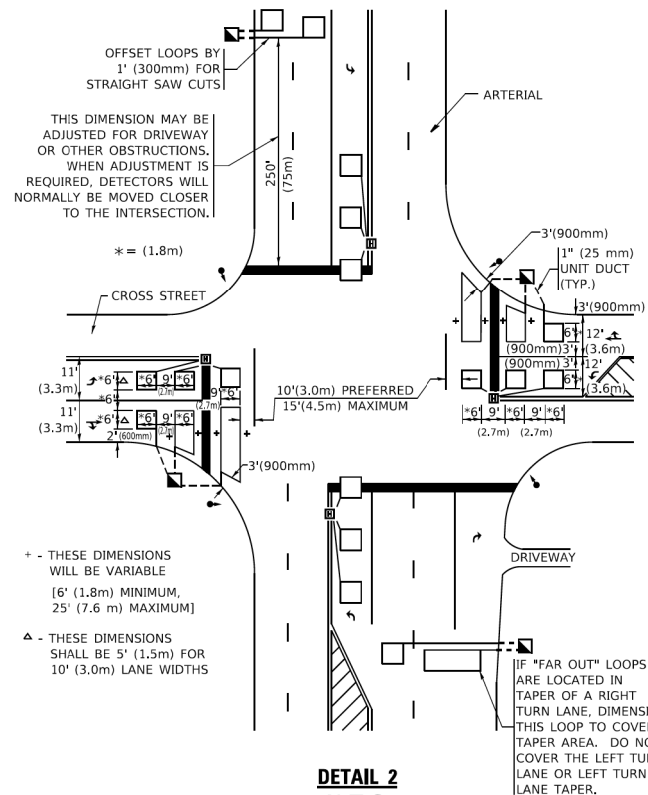 OFFSET LOOPS BY
1' (300mm) FOR
STRAIGHT SAW CUTS
THIS DIMENSION MAY BE
ADJUSTED FOR DRIVEWAY
OR OTHER OBSTRUCTIONS.
WHEN ADJUSTMENT IS
REQUIRED, DETECTORS WILL
NORMALLY BE MOVED CLOSER
TO THE INTERSECTION.
250'
(75m)
ARTERIAL
* = (1.8m)
CROSS STREET
3'(900mm)
1" (25 mm)
UNIT DUCT
(TYP.)
3'(900mm)
6'*
12'
(3.6m)
(900mm)3'
(900mm)3'
12'
6'*
(3.6m)
*6' 9' *6' 9' *6'
(2.7m) (2.7m)
H
H
H
H
11'
(3.3m)
11'
(3.3m)
*6' Δ *6' 9' *6' 9' *6'
(2.7m) (2.7m)
*6'
*6' Δ *6' 9' *6'
(2.7m)
2' (600mm)
10'(3.0m) PREFERRED
15'(4.5m) MAXIMUM
3'(900mm)
+ - THESE DIMENSIONS
WILL BE VARIABLE
[6' (1.8m) MINIMUM,
25' (7.6 m) MAXIMUM]
Δ - THESE DIMENSIONS
SHALL BE 5' (1.5m) FOR
10' (3.0m) LANE WIDTHS
DRIVEWAY
IF "FAR OUT" LOOPS
ARE LOCATED IN
TAPER OF A RIGHT
TURN LANE, DIMENSI
THIS LOOP TO COVE
TAPER AREA. DO NO
COVER THE LEFT TU
LANE OR LEFT TURN
LANE TAPER.
DETAIL 2